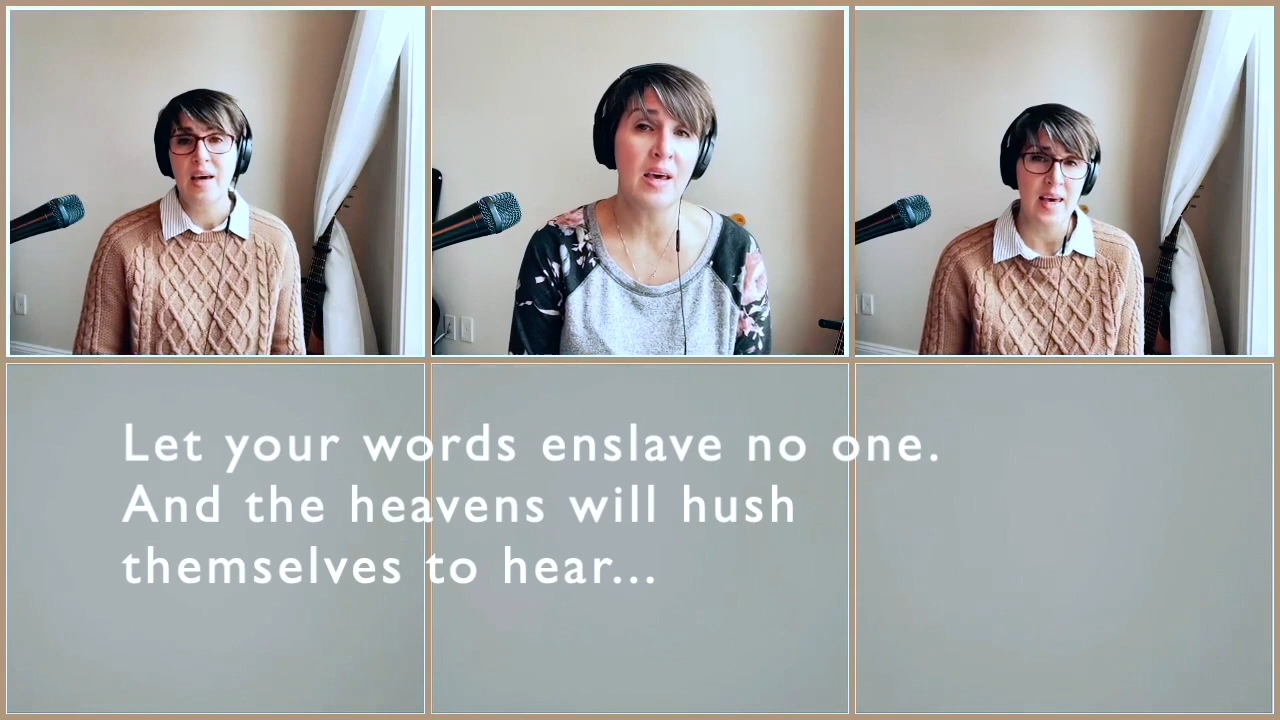 Let your words enslave no one.
And the heavens will hush
themselves to hear...